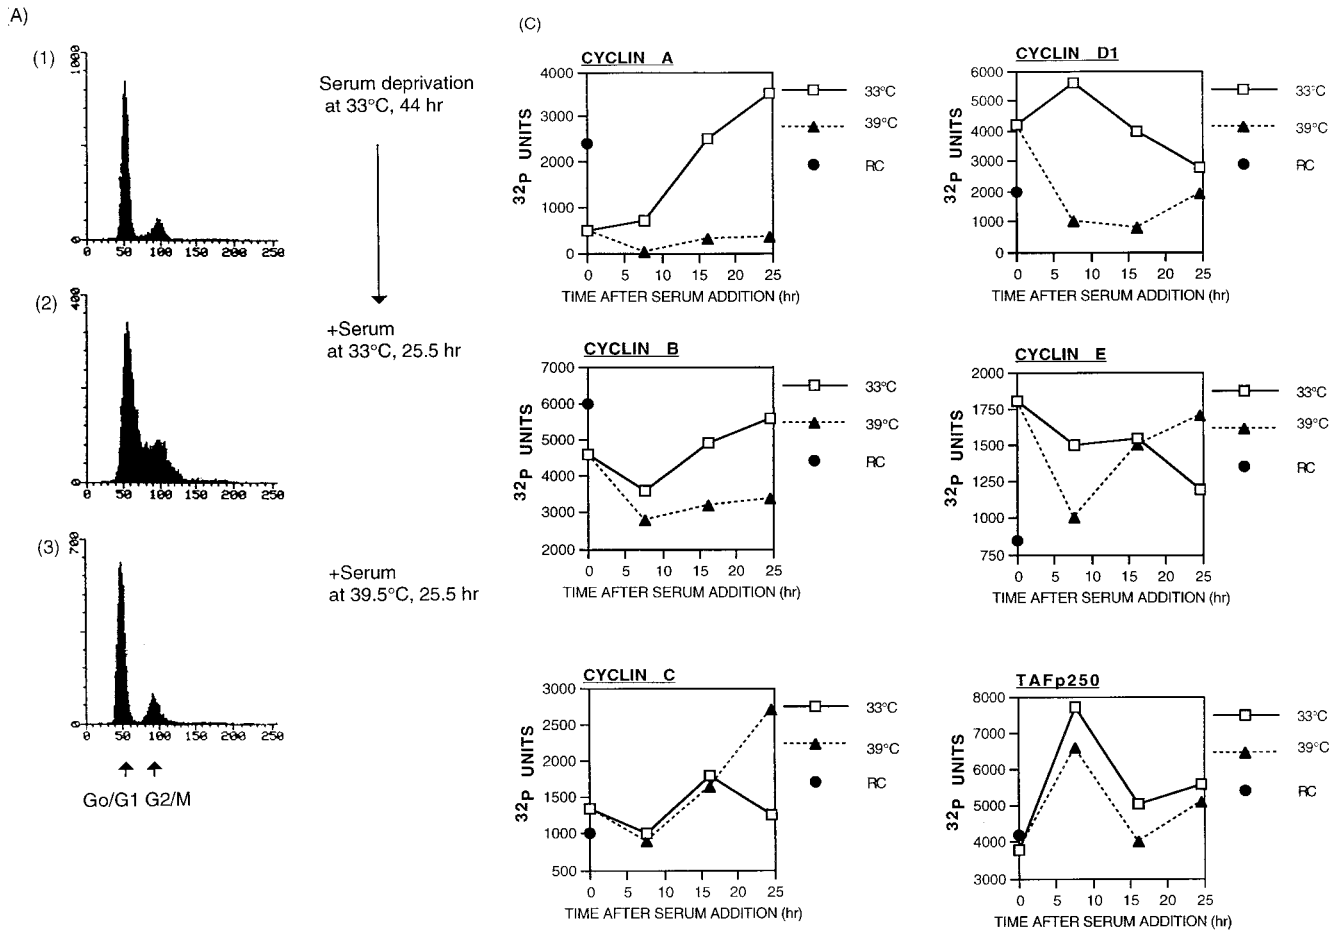 (A)
(1)
1000
0
0 50 100 150 200 250
Serum deprivation
at 33°C, 44 hr
(2)
400
0
0 50 100 150 200 250
+Serum
at 33°C, 25.5 hr
(3)
700
0
0 50 100 150 200 250
+Serum
at 39.5°C, 25.5 hr
Go/G1 G2/M
(C)
CYCLIN A
4000
3000
2000
1000
0
32P UNITS
0 5 10 15 20 25
TIME AFTER SERUM ADDITION (hr)
33°C
39°C
RC
CYCLIN D1
6000
5000
4000
3000
2000
1000
0
32P UNITS
0 5 10 15 20 25
TIME AFTER SERUM ADDITION (hr)
33°C
39°C
RC
CYCLIN B
7000
6000
5000
4000
3000
2000
32P UNITS
0 5 10 15 20 25
TIME AFTER SERUM ADDITION (hr)
33°C
39°C
RC
CYCLIN E
2000
1750
1500
1250
1000
750
32P UNITS
0 5 10 15 20 25
TIME AFTER SERUM ADDITION (hr)
33°C
39°C
RC
CYCLIN C
3000
2500
2000
1500
1000
500
32P UNITS
0 5 10 15 20 25
TIME AFTER SERUM ADDITION (hr)
33°C
39°C
RC
TAFp250
8000
7000
6000
5000
4000
3000
32P UNITS
0 5 10 15 20 25
TIME AFTER SERUM ADDITION (hr)
33°C
39°C
RC